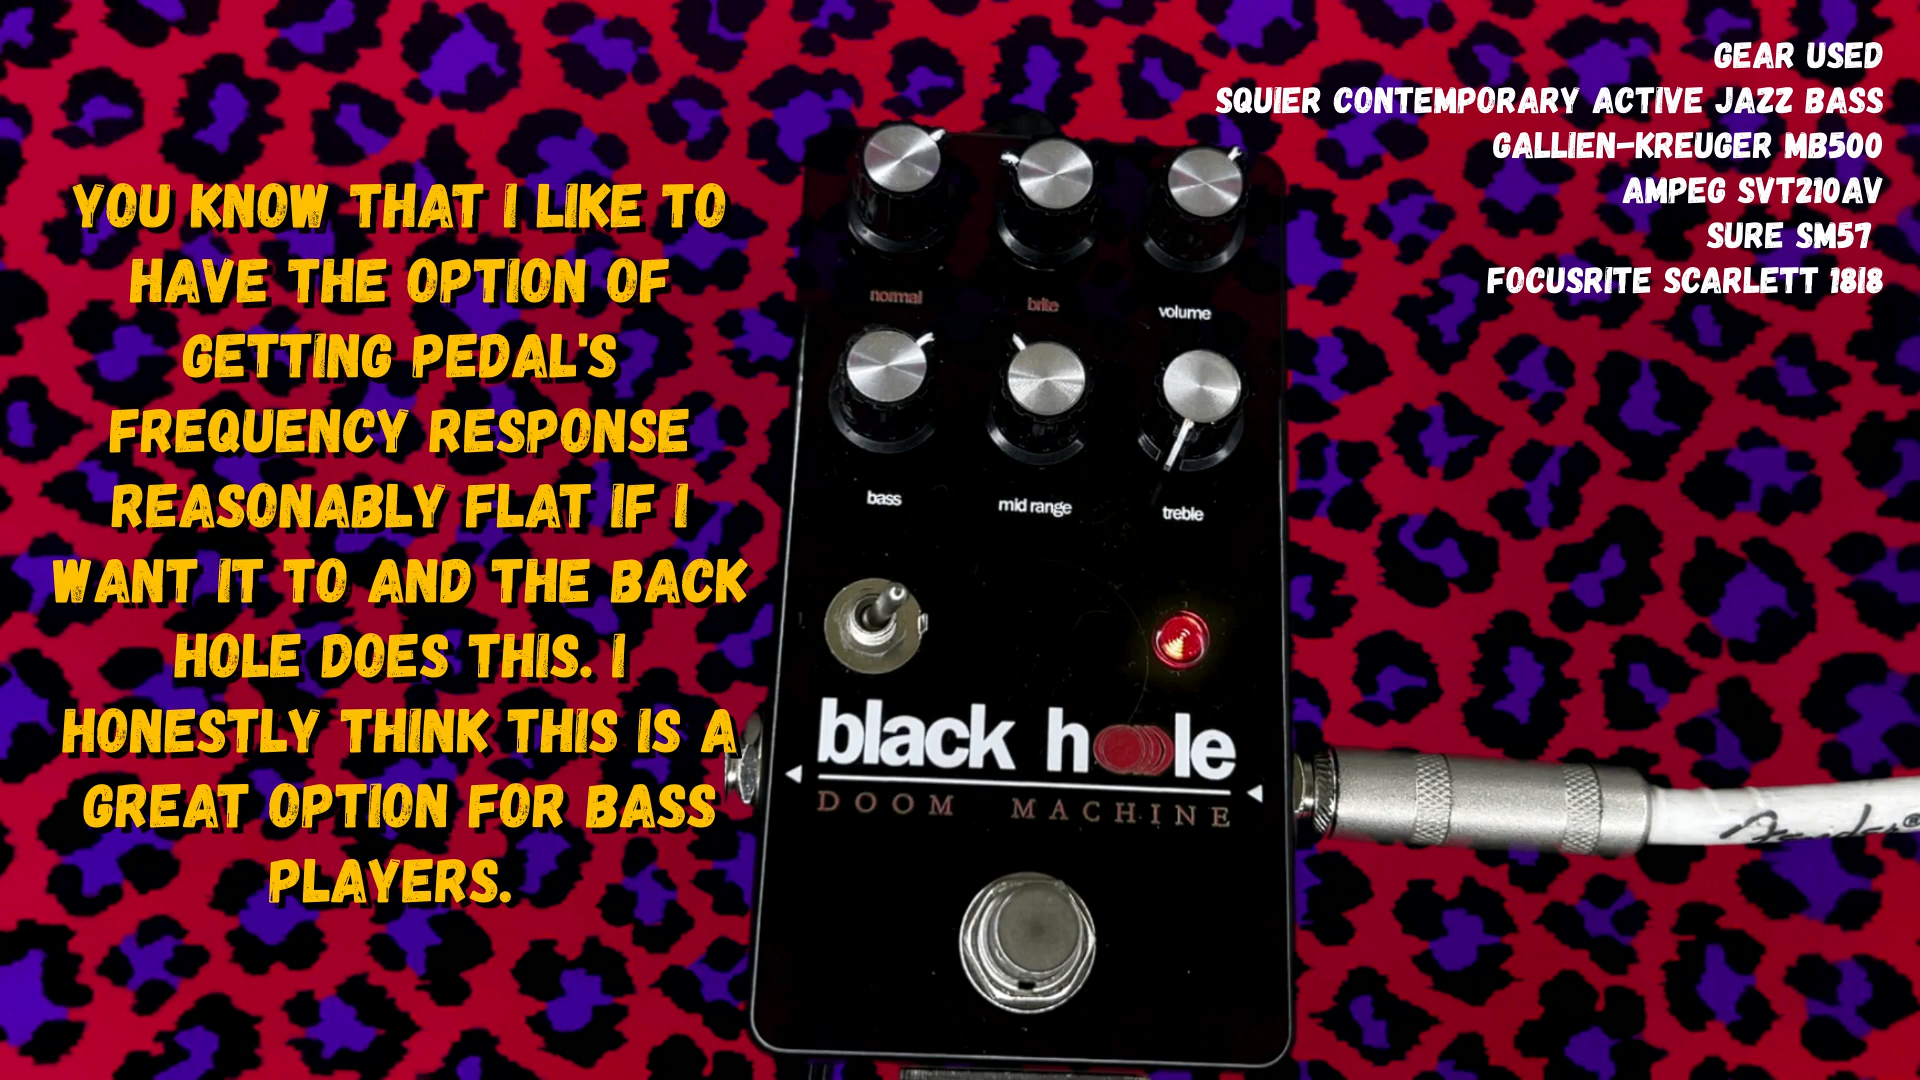 GEAR USED
SQUIER CONTEMPORARY ACTIVE JAZZ BASS
GALLIEN-KREUGER MB500
AMPEG SVT210AV
SURE SM57
FOCUSRITE SCARLETT 18I8
YOU KNOW THAT I LIKE TO
HAVE THE OPTION OF
GETTING PEDAL'S
FREQUENCY RESPONSE
REASONABLY FLAT IF I
WANT IT TO AND THE BACK
HOLE DOES THIS. I
HONESTLY THINK THIS IS A
GREAT OPTION FOR BASS
PLAYERS.
normal brite volume
bass mid range treble
black hole
DOOM MACHINE
Fender®